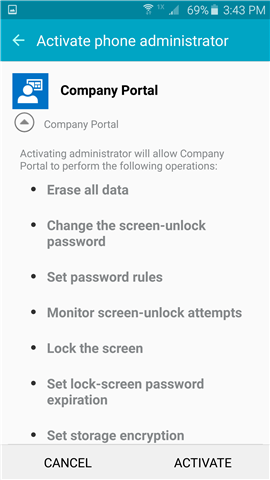 1X 69% 3:43 PM
Activate phone administrator
Company Portal
Company Portal
Activating administrator will allow Company
Portal to perform the following operations:
• Erase all data
• Change the screen-unlock
password
• Set password rules
• Monitor screen-unlock attempts
• Lock the screen
• Set lock-screen password
expiration
• Set storage encryption
CANCEL ACTIVATE